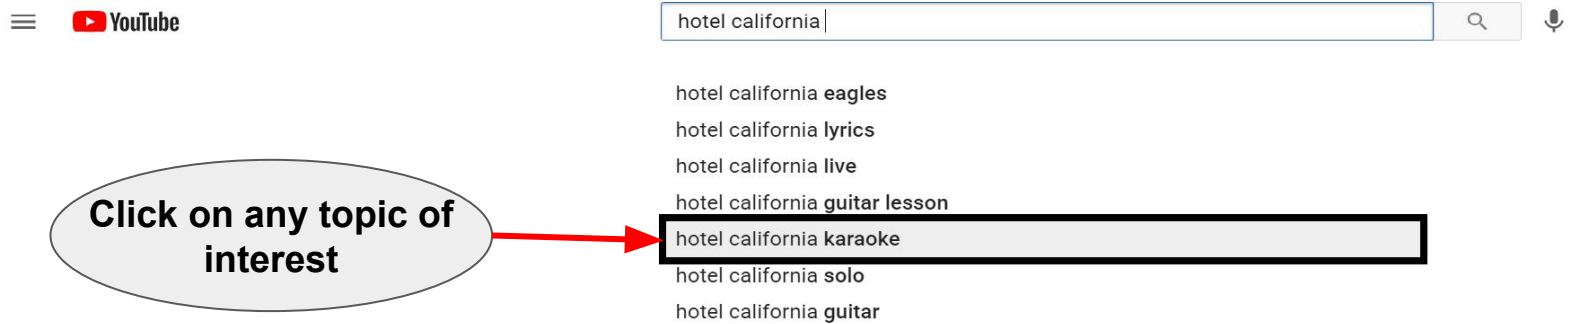 YouTube
hotel california
hotel california eagles
hotel california lyrics
hotel california live
hotel california guitar lesson
hotel california karaoke
hotel california solo
hotel california guitar
Click on any topic of
interest